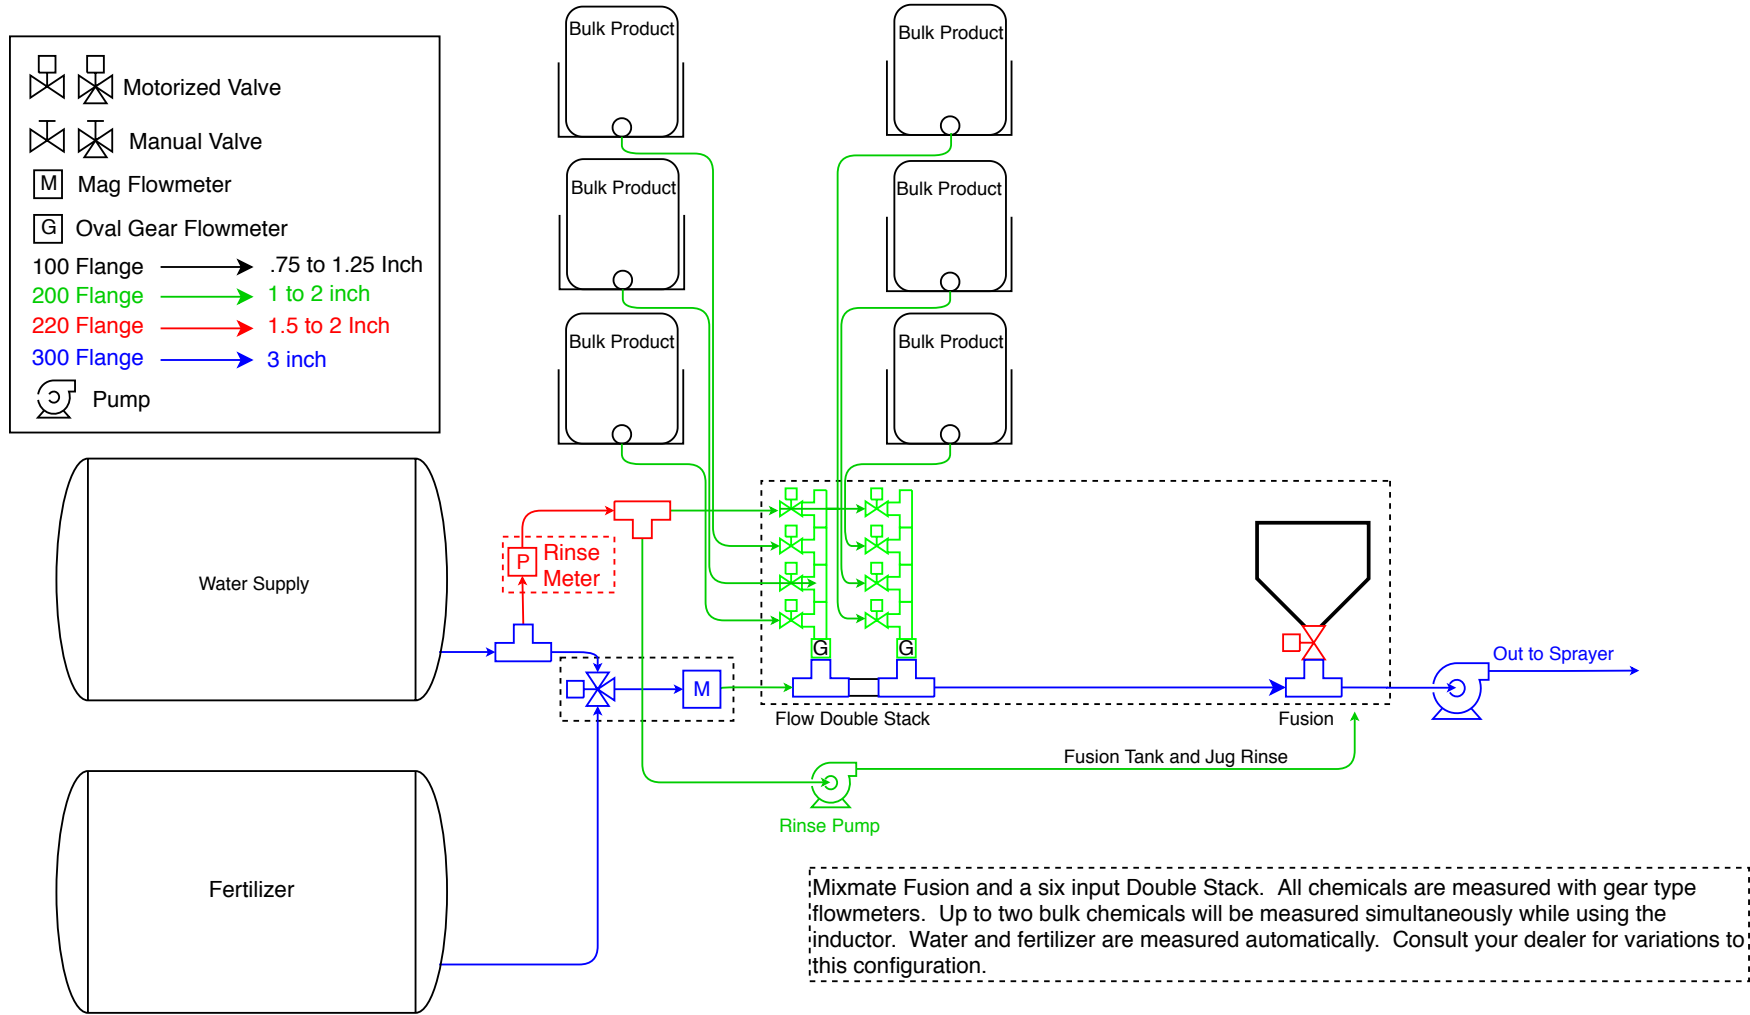 Motorized Valve
Manual Valve
M Mag Flowmeter
G Oval Gear Flowmeter
100 Flange .75 to 1.25 Inch
200 Flange 1 to 2 inch
220 Flange 1.5 to 2 Inch
300 Flange 3 inch
Pump
Bulk Product
Bulk Product
Bulk Product
Bulk Product
Bulk Product
Bulk Product
Water Supply
P
Rinse
Meter
G
G
M
Flow Double Stack
Fusion
Out to Sprayer
Fusion Tank and Jug Rinse
Rinse Pump
Fertilizer
Mixmate Fusion and a six input Double Stack. All chemicals are measured with gear type
flowmeters. Up to two bulk chemicals will be measured simultaneously while using the
inductor. Water and fertilizer are measured automatically. Consult your dealer for variations to
this configuration.